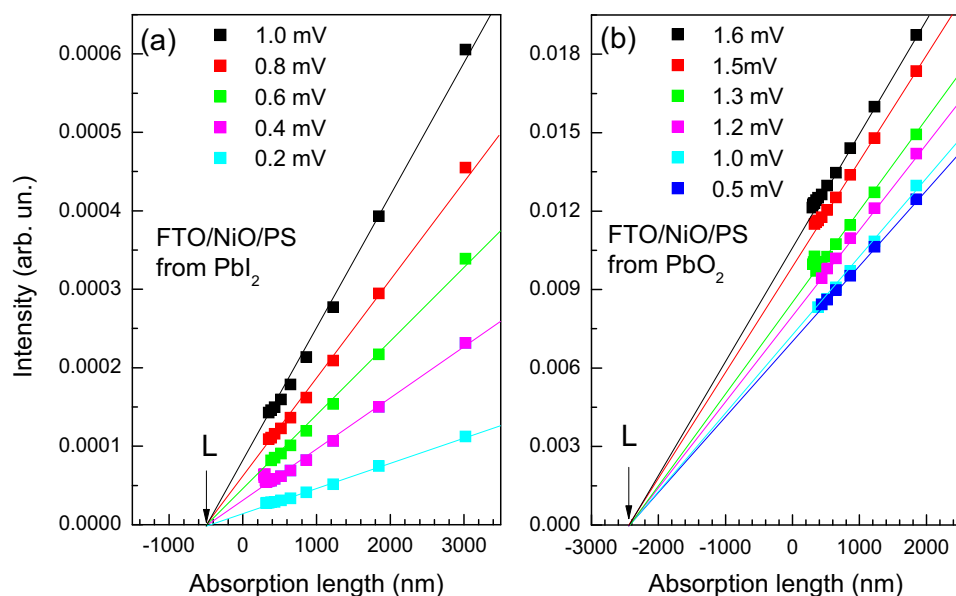 (a)
1.0 mV
0.8 mV
0.6 mV
0.4 mV
0.2 mV
FTO/NiO/PS
from PbI2
L
0.0006
0.0005
0.0004
0.0003
0.0002
0.0001
0.0000
Intensity (arb. un.)
-1000 0 1000 2000 3000
Absorption length (nm)
(b)
1.6 mV
1.5mV
1.3 mV
1.2 mV
1.0 mV
0.5 mV
FTO/NiO/PS
from PbO2
L
0.018
0.015
0.012
0.009
0.006
0.003
0.000
-3000 -2000 -1000 0 1000 2000
Absorption length (nm)